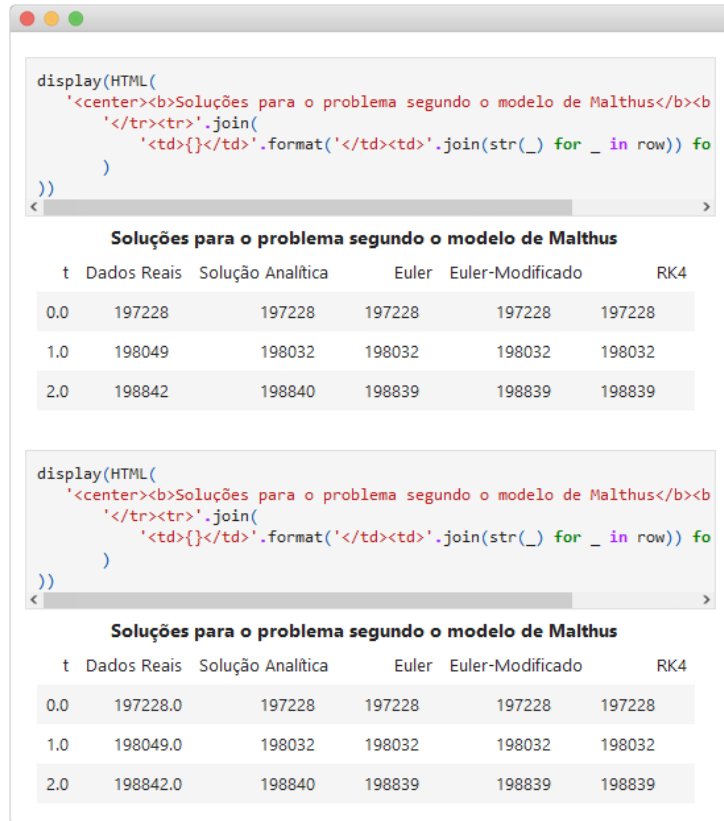 display(HTML(
'<center><b>Soluções para o problema segundo o modelo de Malthus</b><b
'</tr><tr>'.join(
'<td>{}</td>'.format('</td><td>'.join(str(_) for _ in row)) fo
)
))
Soluções para o problema segundo o modelo de Malthus
t Dados Reais Solução Analítica Euler Euler-Modificado RK4
0.0 197228 197228 197228 197228 197228
1.0 198049 198032 198032 198032 198032
2.0 198842 198840 198839 198839 198839
display(HTML(
'<center><b>Soluções para o problema segundo o modelo de Malthus</b><b
'</tr><tr>'.join(
'<td>{}</td>'.format('</td><td>'.join(str(_) for _ in row)) fo
)
))
Soluções para o problema segundo o modelo de Malthus
t Dados Reais Solução Analítica Euler Euler-Modificado RK4
0.0 197228.0 197228 197228 197228 197228
1.0 198049.0 198032 198032 198032 198032
2.0 198842.0 198840 198839 198839 198839